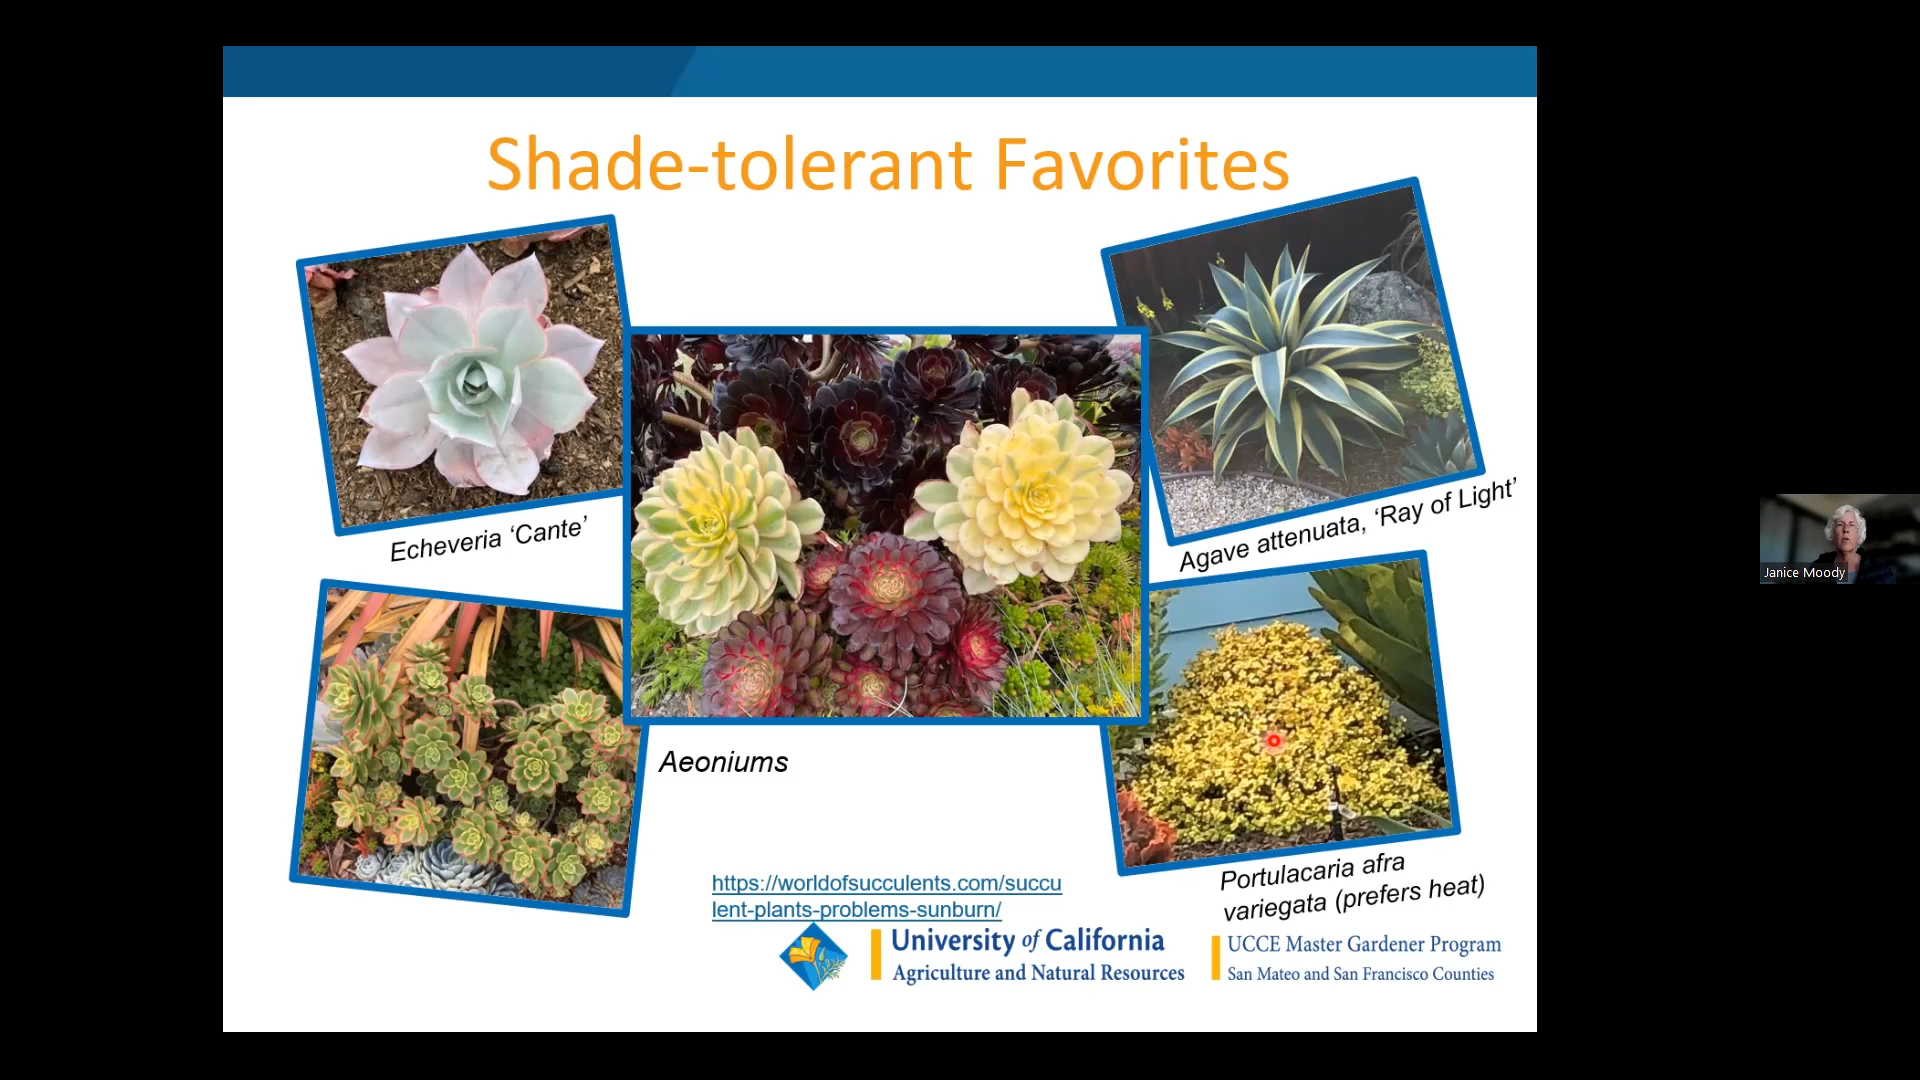 Shade-tolerant Favorites
Echeveria ‘Cante’
Agave attenuata, ‘Ray of Light’
Aeoniums
Portulacaria afra
variegata (prefers heat)
https://worldofsucculents.com/succu
lent-plants-problems-sunburn/
University of California
Agriculture and Natural Resources
UCCE Master Gardener Program
San Mateo and San Francisco Counties
Janice Moody